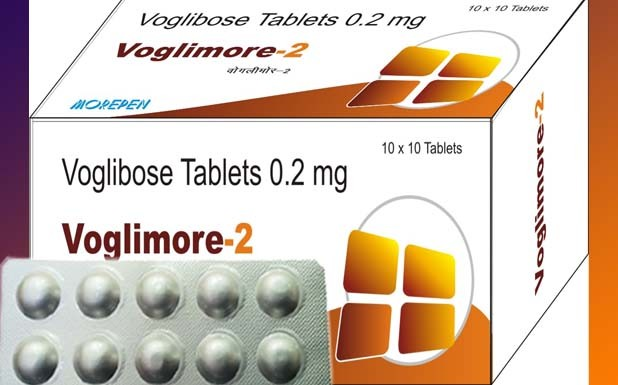 Voglibose Tablets 0.2 mg
10 x 10 Tablets
Voglimore-2
वोगलीमोर-2
MOREPEN
10 x 10 Tablets
Voglibose Tablets 0.2 mg
Voglimore-2
Voglimore-2